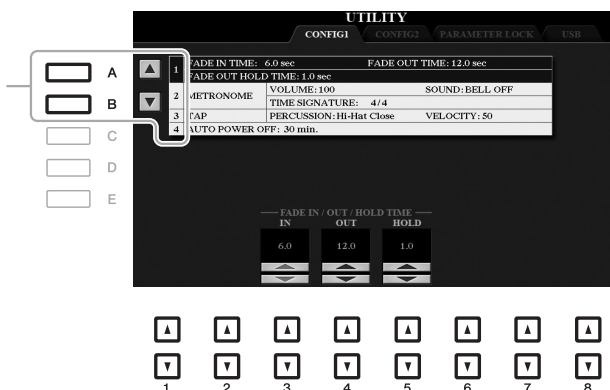 UTILITY
CONFIG1 CONFIG2 PARAMETER LOCK USB
A
B
C
D
E
1 FADE IN TIME: 6.0 sec FADE OUT TIME: 12.0 sec
FADE OUT HOLD TIME: 1.0 sec
2 METRONOME VOLUME: 100 SOUND: BELL OFF
TIME SIGNATURE: 4/4
3 TAP PERCUSSION: Hi-Hat Close VELOCITY: 50
4 AUTO POWER OFF: 30 min.
FADE IN / OUT / HOLD TIME
IN OUT HOLD
6.0 12.0 1.0
1 2 3 4 5 6 7 8